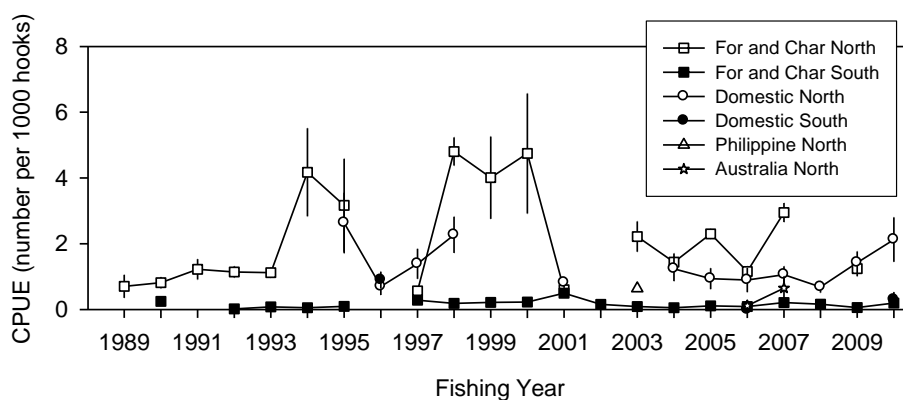 CPUE (number per 1000 hooks)
8
6
4
2
0
For and Char North
For and Char South
Domestic North
Domestic South
Philippine North
Australia North
1989 1991 1993 1995 1997 1999 2001 2003 2005 2007 2009
Fishing Year